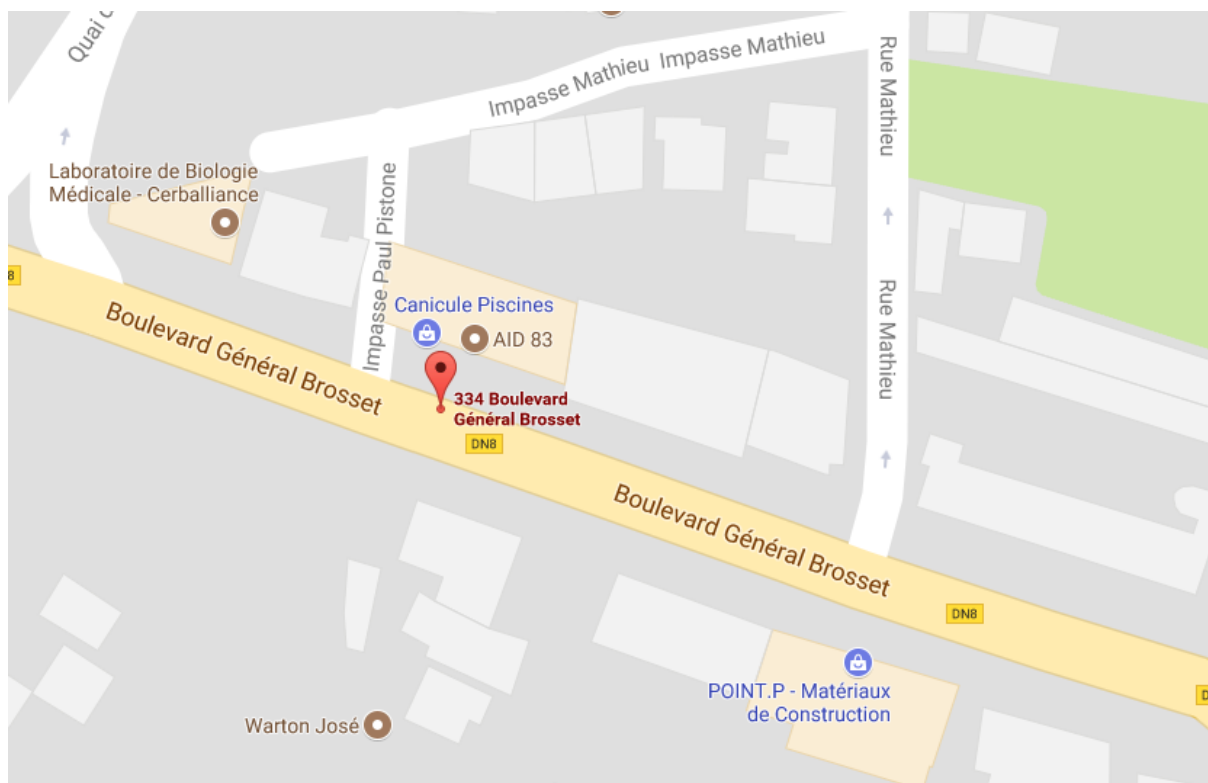 Quai
Impasse Mathieu Impasse Mathieu
Rue Mathieu
Laboratoire de Biologie
Médicale - Cerballiance
Impasse Paul Pistone
8
Boulevard Général Brosset
Canicule Piscines
AID 83
Rue Mathieu
334 Boulevard
Général Brosset
DN8
Boulevard Général Brosset
DN8
POINT.P - Matériaux
de Construction
Warton José